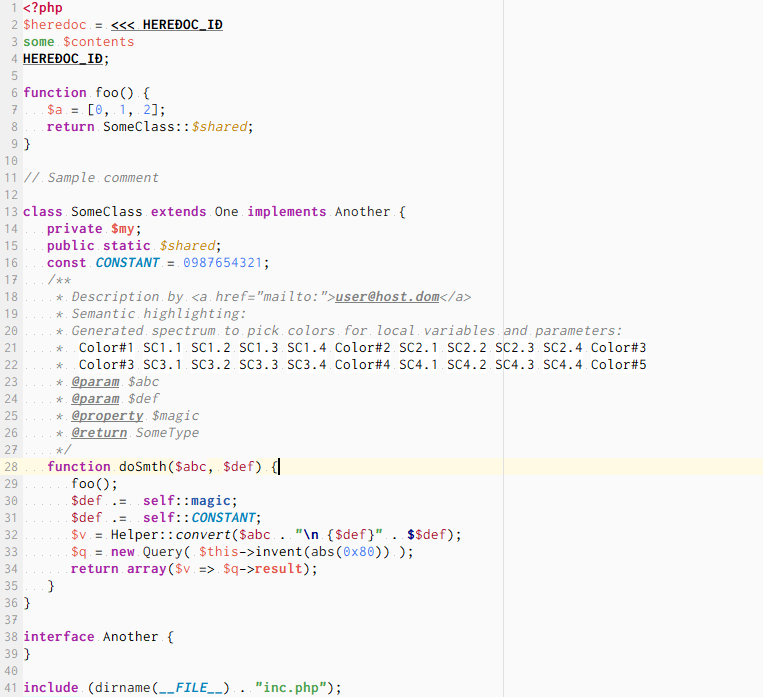 1 <?php
2 $heredoc = <<< HEREDOC_ID
3 some $contents
4 HEREDOC_ID;
5
6 function foo() {
7 $a = [0, 1, 2];
8 return SomeClass::$shared;
9 }
10
11 // Sample comment
12
13 class SomeClass extends One implements Another {
14 private $my;
15 public static $shared;
16 const CONSTANT = 0987654321;
17 /**
18 * Description by <a href="mailto:">user@host.dom</a>
19 * Semantic highlighting:
20 * Generated spectrum to pick colors for local variables and parameters:
21 *  Color#1 SC1.1 SC1.2 SC1.3 SC1.4 Color#2 SC2.1 SC2.2 SC2.3 SC2.4 Color#3
22 *  Color#3 SC3.1 SC3.2 SC3.3 SC3.4 Color#4 SC4.1 SC4.2 SC4.3 SC4.4 Color#5
23 * @param $abc
24 * @param $def
25 * @property $magic
26 * @return SomeType
27 */
28 function doSmth($abc, $def) {
29 foo();
30 $def .=  self::magic;
31 $def .=  self::CONSTANT;
32 $v = Helper::convert($abc . "\n {$def}" . $$def);
33 $q = new Query( $this->invent(abs(0x80)) );
34 return array($v => $q->result);
35 }
36 }
37
38 interface Another {
39 }
40
41 include (dirname(__FILE__) . "inc.php");